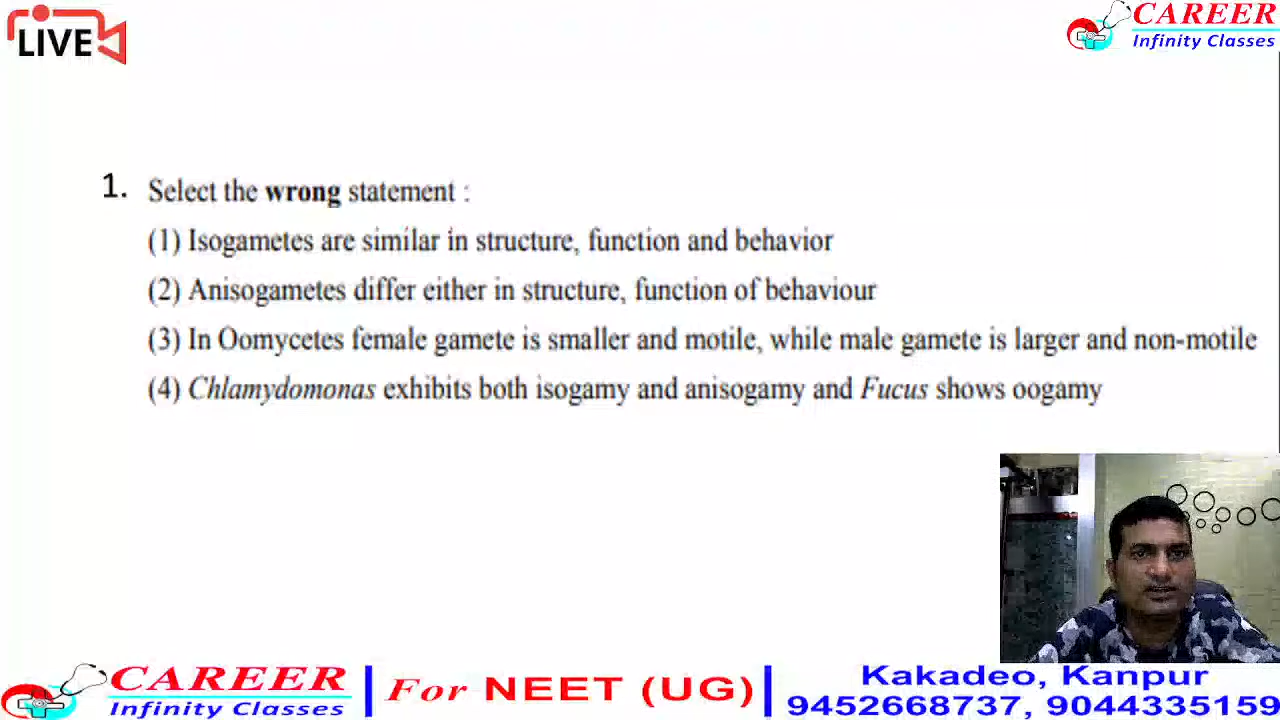 LIVE
CAREER
Infinity Classes
1. Select the wrong statement :
(1) Isogametes are similar in structure, function and behavior
(2) Anisogametes differ either in structure, function of behaviour
(3) In Oomycetes female gamete is smaller and motile, while male gamete is larger and non-motile
(4) Chlamydomonas exhibits both isogamy and anisogamy and Fucus shows oogamy
CAREER
Infinity Classes
For NEET (UG)
Kakadeo, Kanpur
9452668737, 9044335159